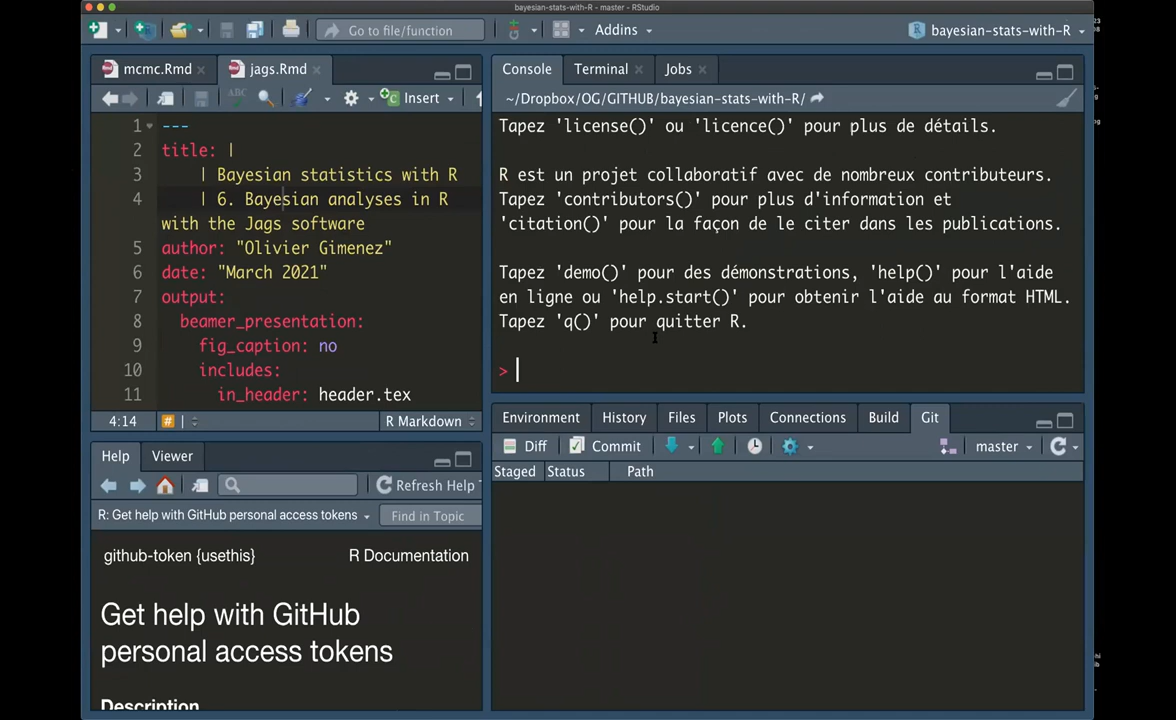 bayesian-stats-with-R - master - RStudio
Go to file/function
Addins
bayesian-stats-with-R
mcmc.Rmd
jags.Rmd
Insert
1 ---
2 title: |
3 | Bayesian statistics with R
4 | 6. Bayesian analyses in R
with the Jags software
5 author: "Olivier Gimenez"
6 date: "March 2021"
7 output:
8 beamer_presentation:
9 fig_caption: no
10 includes:
11 in_header: header.tex
4:14
# |
R Markdown
Console
Terminal
Jobs
~/Dropbox/OG/GITHUB/bayesian-stats-with-R/
Tapez 'license()' ou 'licence()' pour plus de détails.
R est un projet collaboratif avec de nombreux contributeurs.
Tapez 'contributors()' pour plus d'information et
'citation()' pour la façon de le citer dans les publications.
Tapez 'demo()' pour des démonstrations, 'help()' pour l'aide
en ligne ou 'help.start()' pour obtenir l'aide au format HTML.
Tapez 'q()' pour quitter R.
>
Help
Viewer
Refresh Help
R: Get help with GitHub personal access tokens
Find in Topic
github-token {usethis}
R Documentation
Get help with GitHub
personal access tokens
Description
Environment
History
Files
Plots
Connections
Build
Git
Diff
Commit
master
Staged
Status
Path